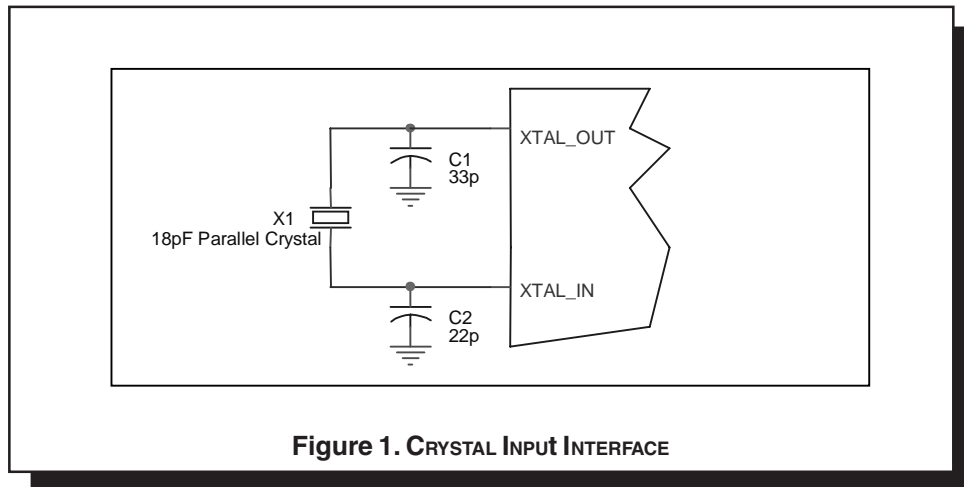 XTAL_OUT
C1
33p
X1
18pF Parallel Crystal
XTAL_IN
C2
22p
Figure 1. CRYSTAL INPUt INTERFACE